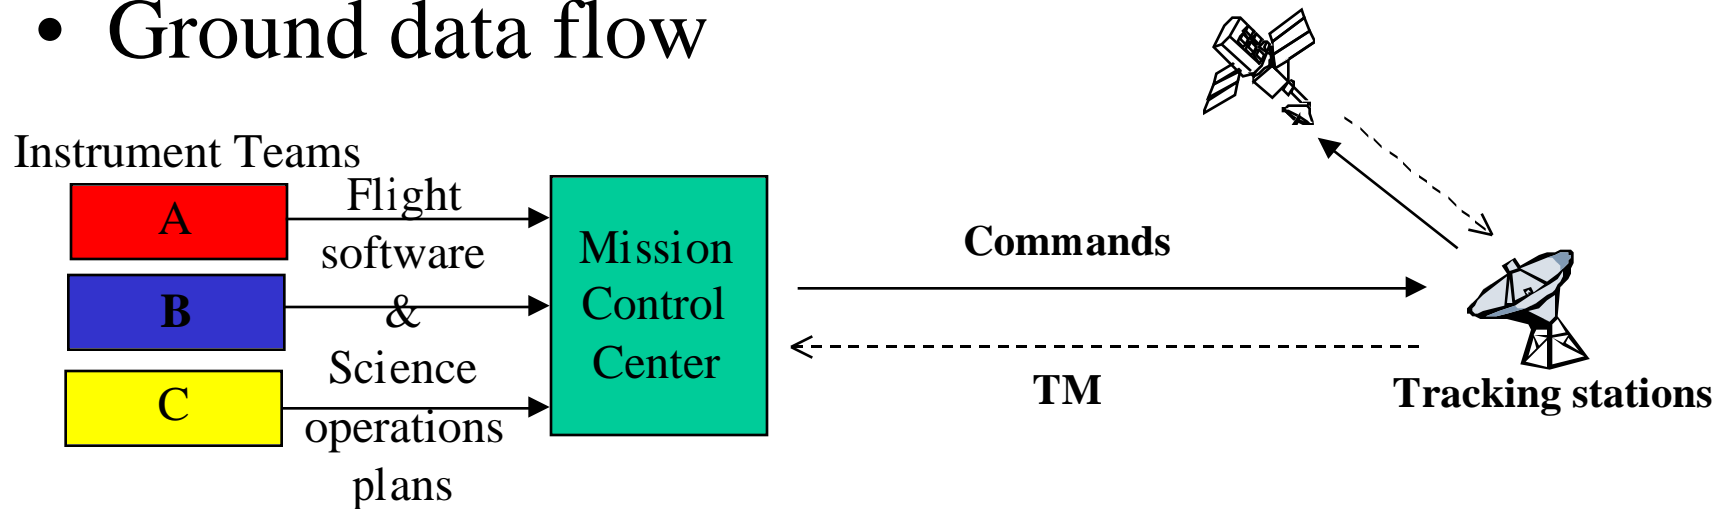 • Ground data flow
Instrument Teams
A
B
C
Flight
software
&
Science
operations
plans
Mission
Control
Center
Commands
TM
Tracking stations